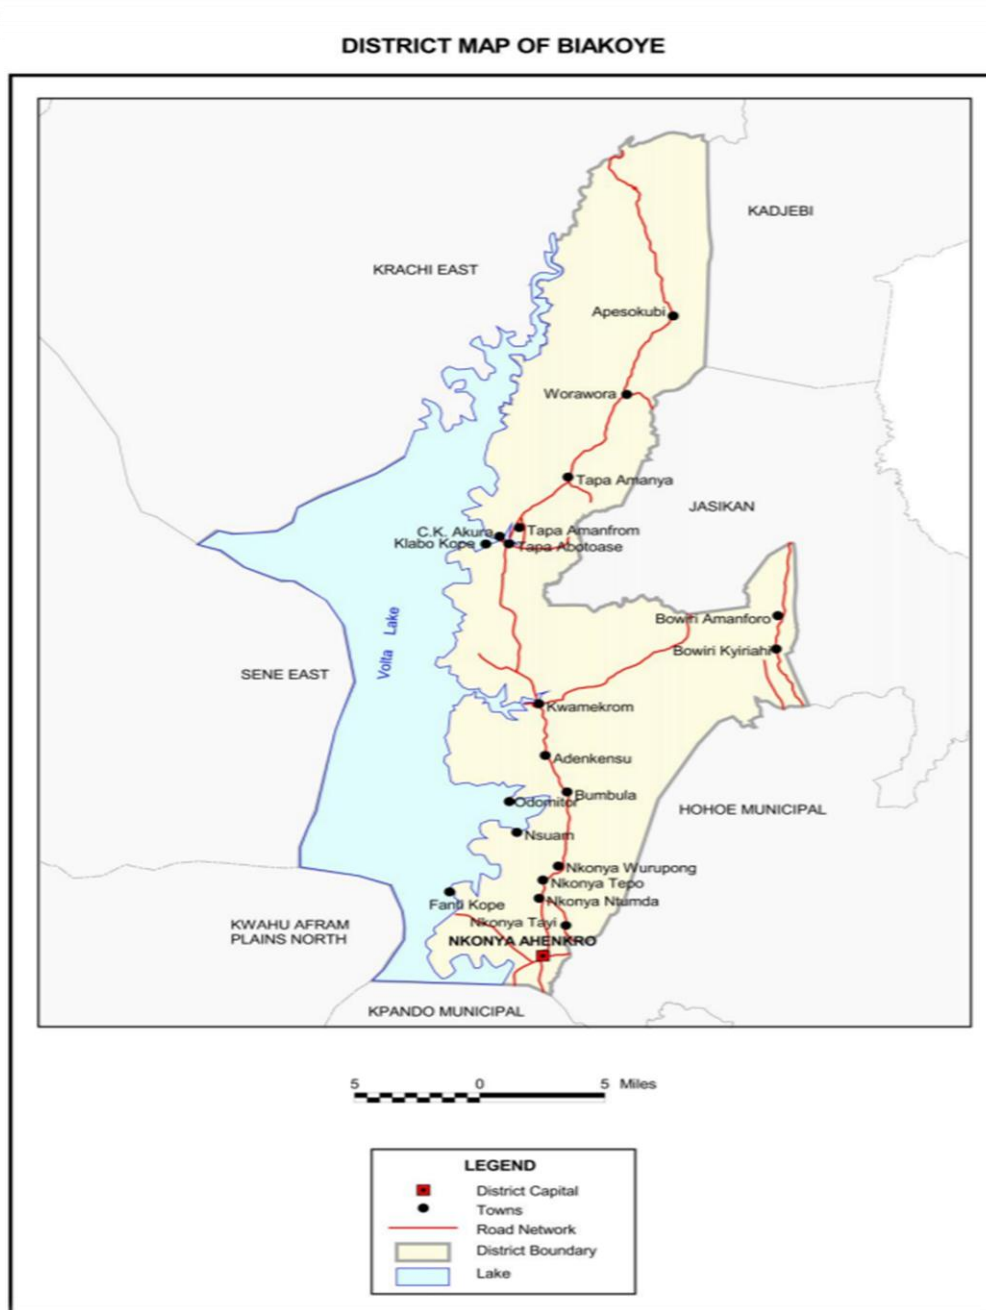 DISTRICT MAP OF BIAKOYE
KADJEBI
KRACHI EAST
Apesokubi
Worawora
Tapa Amanya
JASIKAN
C.K. Akura
Tapa Amanfrom
Klabo Kope
Tapa Abotoase
Volta Lake
Bowiri Amanforo
Bowiri Kyiriahi
SENE EAST
Kwamekrom
Adenkensu
Bumbula
Odomitor
HOHOE MUNICIPAL
Nsuam
Nkonya Wurupong
Nkonya Tepo
Nkonya Ntumda
Fanti Kope
Nkonya Tayi
KWAHU AFRAM
PLAINS NORTH
NKONYA AHENKRO
KPANDO MUNICIPAL
5 0 5 Miles
LEGEND
District Capital
Towns
Road Network
District Boundary
Lake